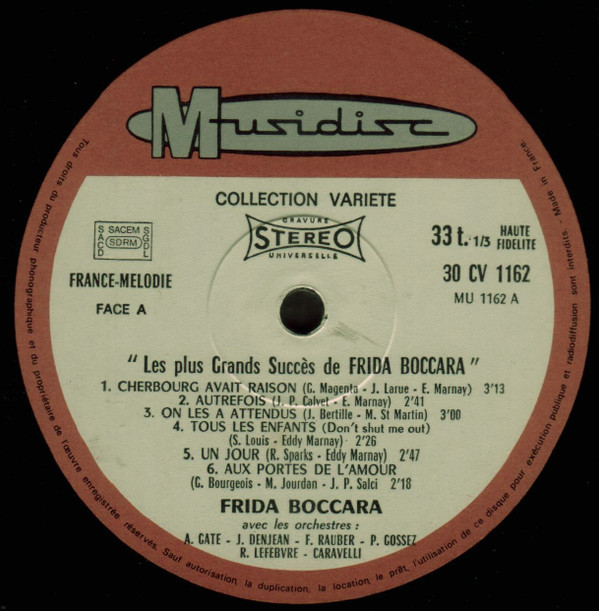 Musidisc
COLLECTION VARIETE
SACEM
SACD
SDRM
SGDL
GRAVURE
STEREO
UNIVERSELLE
33 t. 1/3 HAUTE
FIDELITE
FRANCE-MELODIE
30 CV 1162
FACE A
MU 1162 A
" Les plus Grands Succès de FRIDA BOCCARA "
1. CHERBOURG AVAIT RAISON (G. Magenta - J. Larue - E. Marnay) 3'13
2. AUTREFOIS (J. P. Calvet - E. Marnay) 2'41
3. ON LES A ATTENDUS (J. Bertille - M. St Martin) 3'00
4. TOUS LES ENFANTS (Don't shut me out)
(S. Louis - Eddy Marnay) 2'26
5. UN JOUR (R. Sparks - Eddy Marnay) 2'47
6. AUX PORTES DE L'AMOUR
(G. Bourgeois - M. Jourdan - J. P. Salci 2'18
FRIDA BOCCARA
avec les orchestres :
A. GATE - J. DENJEAN - F. RAUBER - P. GOSSEZ
R. LEFEBVRE - CARAVELLI
Tous droits du producteur phonographique et du propriétaire de l'œuvre enregistrée réservés. Sauf autorisation, la duplication, la location, le prêt, l'utilisation de ce disque pour exécution publique et radiodiffusion sont interdits. Made in France.